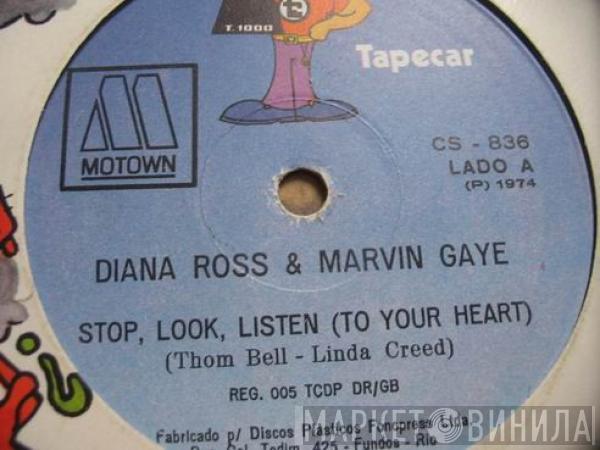 T. 1000
Tapecar
MOTOWN
CS - 836
LADO A
(P) 1974
DIANA ROSS & MARVIN GAYE
STOP, LOOK, LISTEN (TO YOUR HEART)
(Thom Bell - Linda Creed)
REG. 005 TCDP DR/GB
Fabricado p/ Discos Plásticos Fonopress Ltda.
425 - Fundos - Rio
МАРКЕТ ВИНИЛА